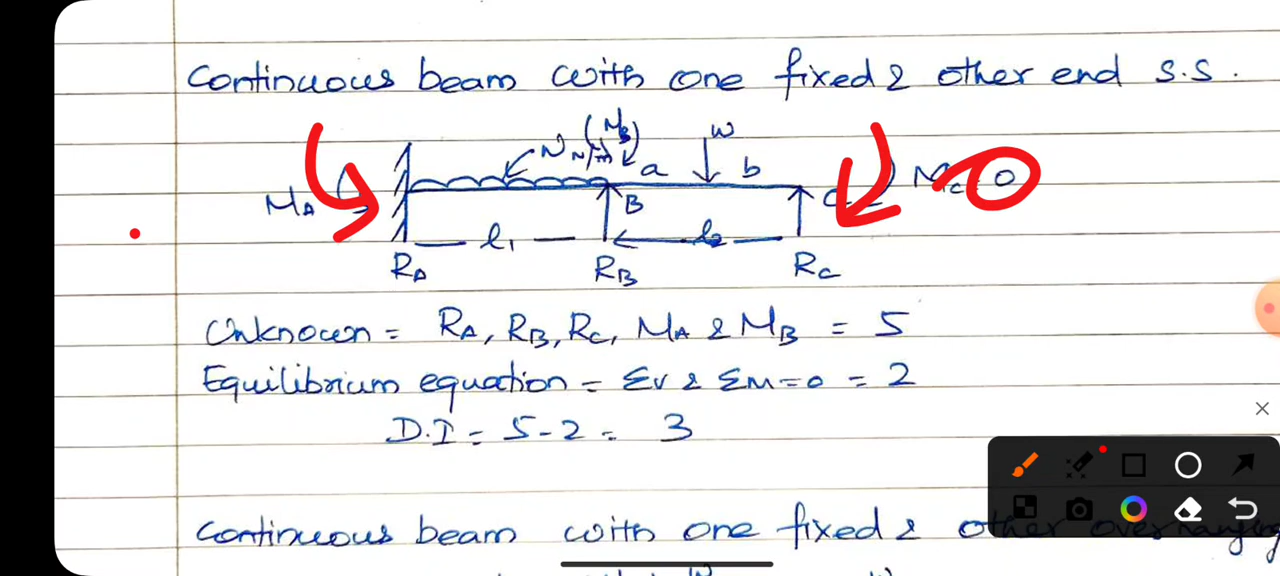 Continuous beam with one fixed & other end S.S.
(MB)
w N/m
a
W
b
MA
B
C
Mc = 0
l1
l2
RA
RB
Rc
Unknown = RA, RB, Rc, MA & MB = 5
Equilibrium equation = Σv & Σm=0 = 2
D.I = 5-2 = 3
Continuous beam with one fixed & other overhanging